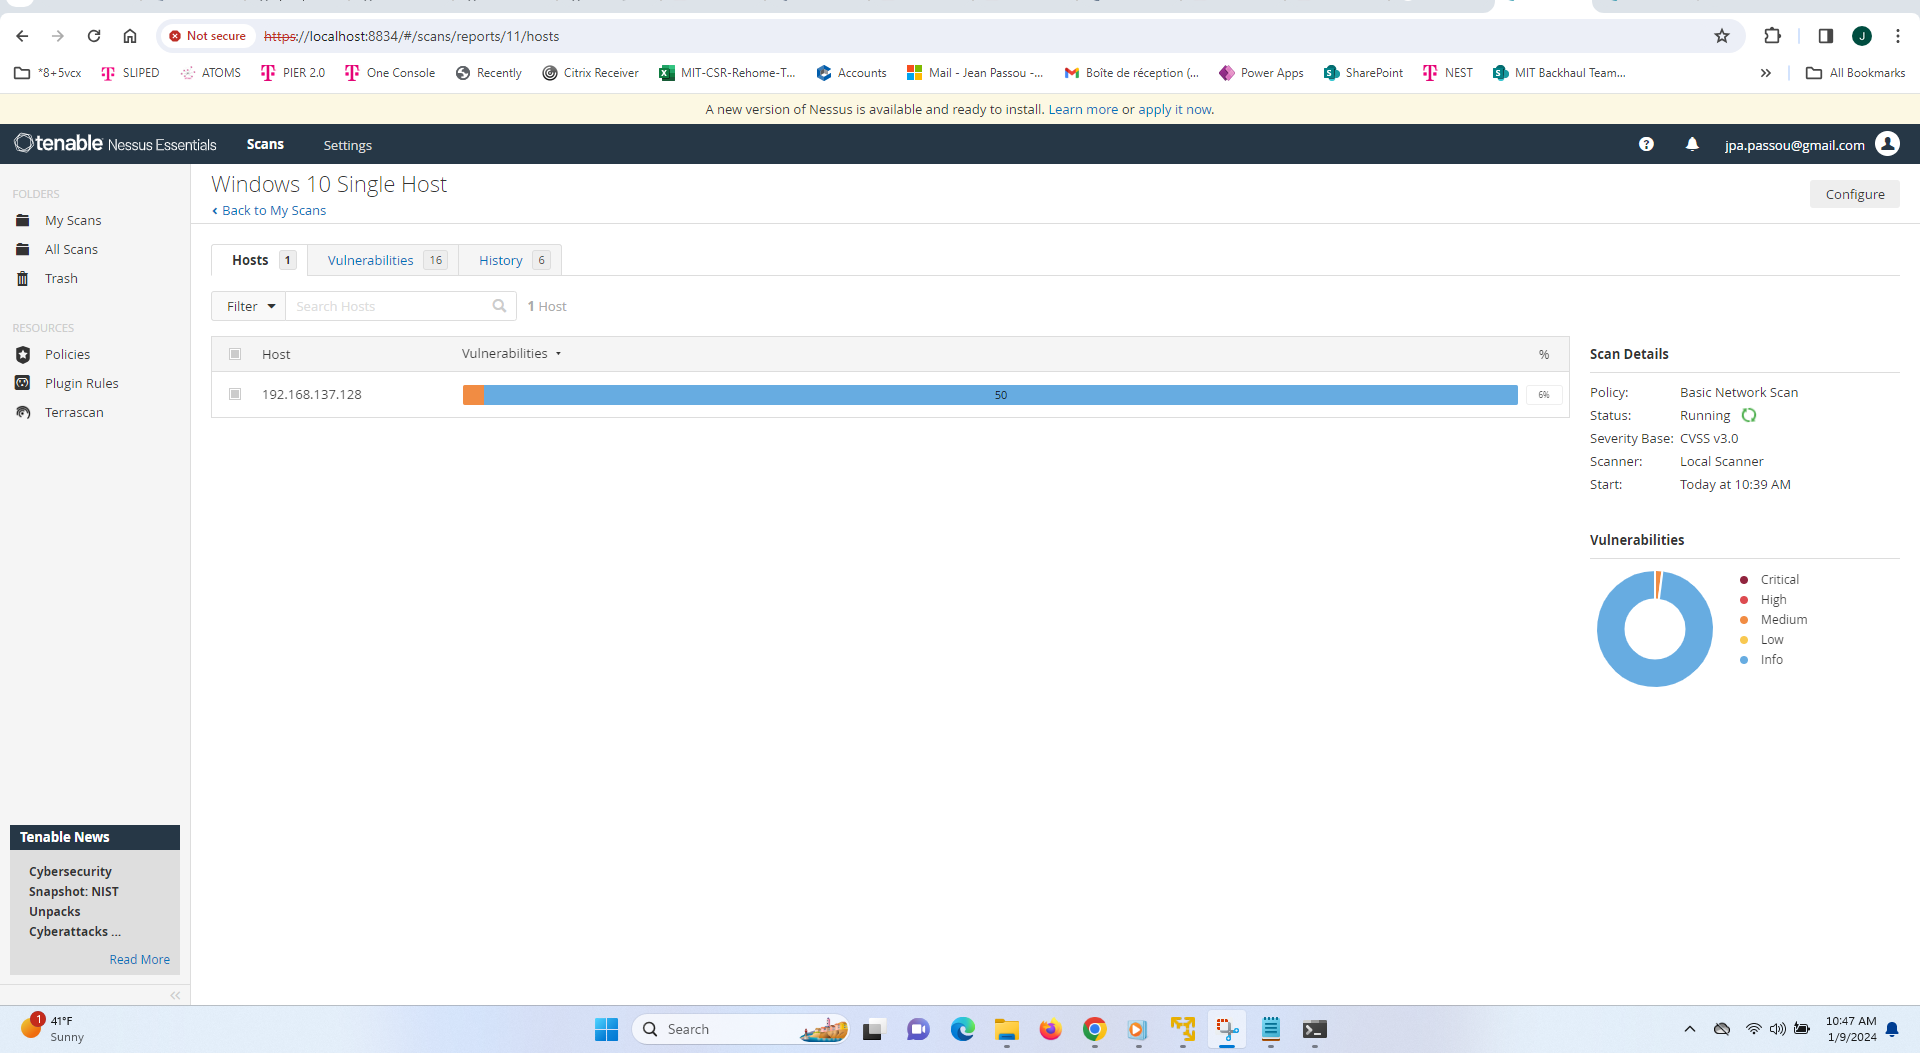 Not secure https://localhost:8834/#/scans/reports/11/hosts J
*8+5vcx SLIPED ATOMS PIER 2.0 One Console Recently Citrix Receiver MIT-CSR-Rehome-T... Accounts Mail - Jean Passou -... Boîte de réception (... Power Apps SharePoint NEST MIT Backhaul Team... » All Bookmarks
A new version of Nessus is available and ready to install. Learn more or apply it now.
tenable Nessus Essentials Scans Settings ? jpa.passou@gmail.com
FOLDERS
My Scans
All Scans
Trash
RESOURCES
Policies
Plugin Rules
Terrascan
Windows 10 Single Host
‹ Back to My Scans
Configure
Hosts 1 Vulnerabilities 16 History 6
Filter Search Hosts 1 Host
Host Vulnerabilities %
192.168.137.128 50 6%
Scan Details
Policy: Basic Network Scan
Status: Running
Severity Base: CVSS v3.0
Scanner: Local Scanner
Start: Today at 10:39 AM
Vulnerabilities
Critical
High
Medium
Low
Info
Tenable News
Cybersecurity
Snapshot: NIST
Unpacks
Cyberattacks ...
Read More
1 41°F
Sunny
Search
10:47 AM
1/9/2024